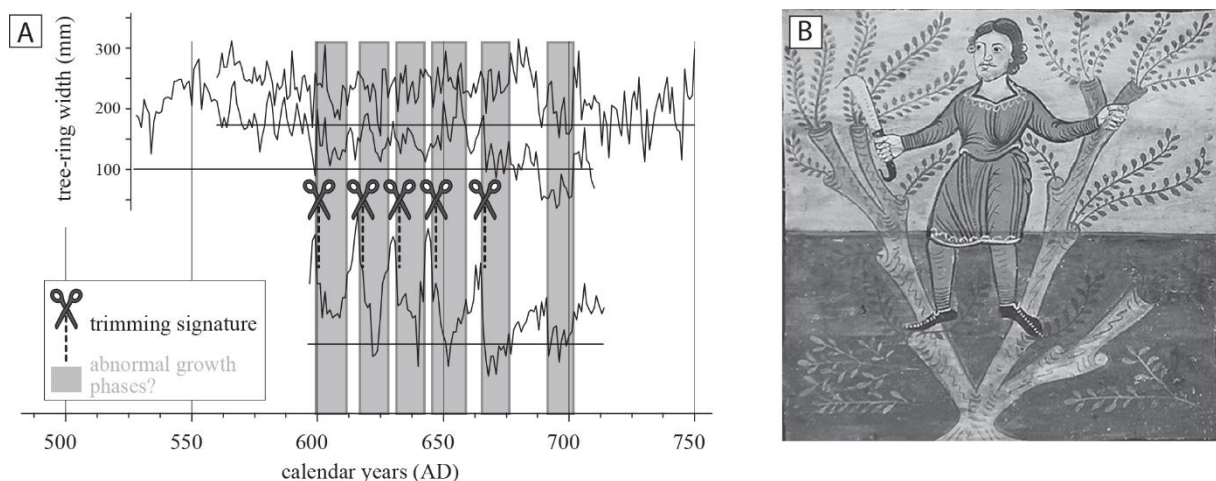 A
tree-ring width (mm)
300
200
100
trimming signature
abnormal growth
phases?
500
550
600
650
700
750
calendar years (AD)
B